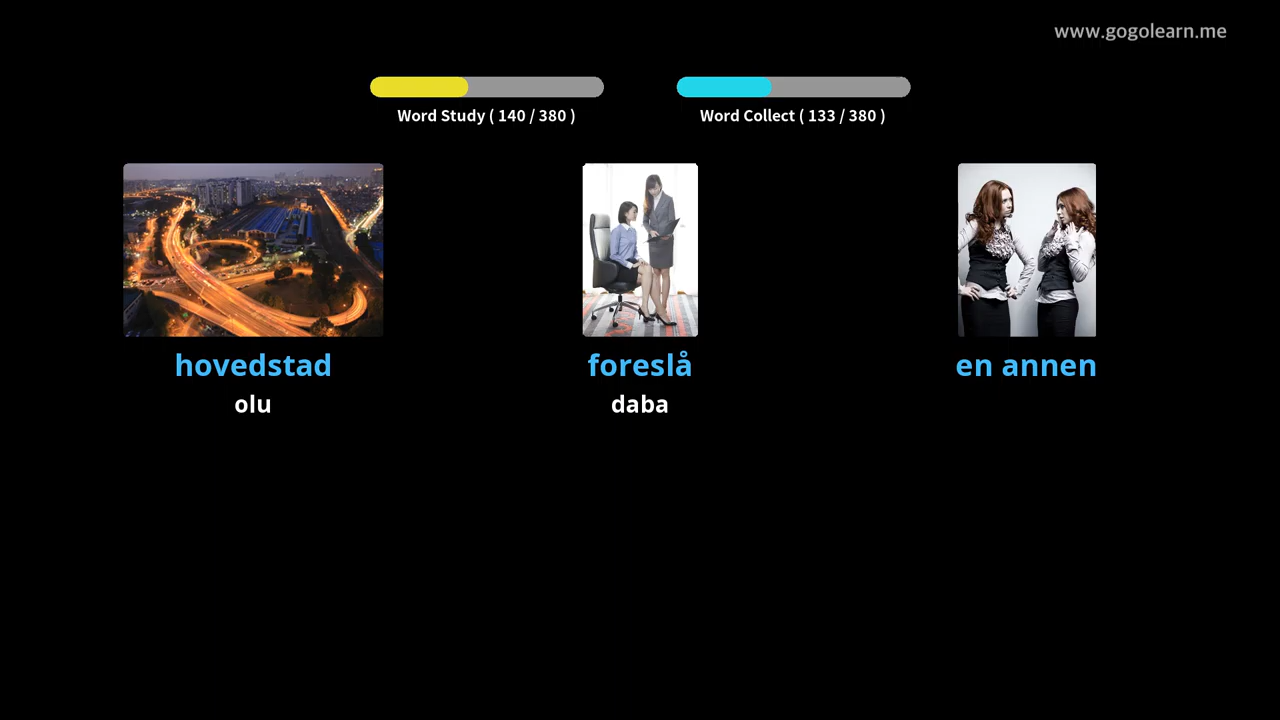 www.gogolearn.me
Word Study ( 140 / 380 )
Word Collect ( 133 / 380 )
hovedstad
foreslå
en annen
olu
daba